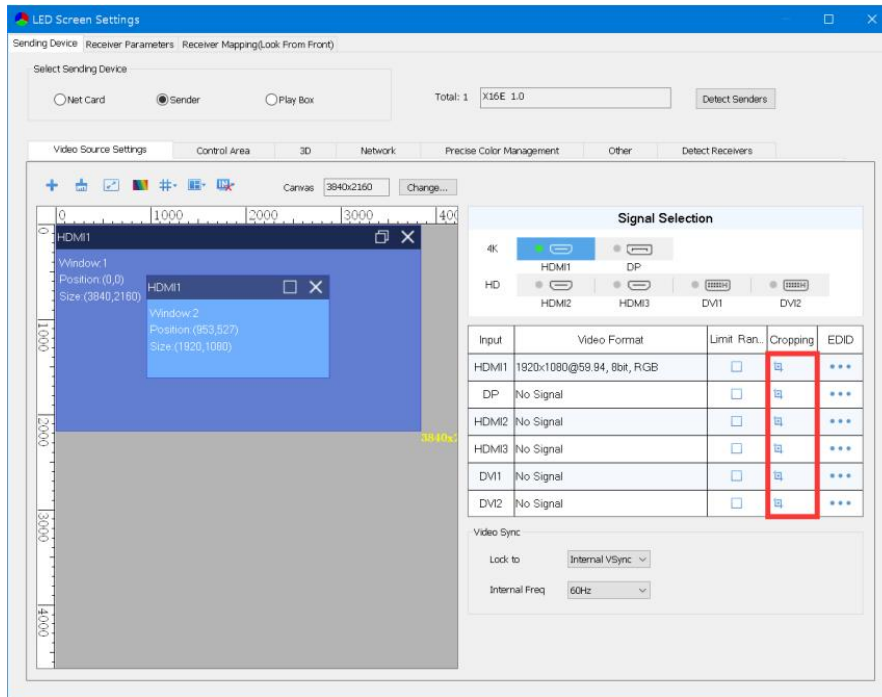 LED Screen Settings
Sending Device Receiver Parameters Receiver Mapping(Look From Front)
Select Sending Device
Net Card Sender Play Box
Total: 1 X16E 1.0 Detect Senders
Video Source Settings Control Area 3D Network Precise Color Management Other Detect Receivers
Canvas 3840x2160 Change...
0 1000 2000 3000 400
0
1000
2000
3000
4000
HDMI1
Window:1
Position:(0,0)
Size:(3840,2160)
HDMI1
Window:2
Position:(953,527)
Size:(1920,1080)
3840x2
Signal Selection
4K
HDMI1 DP
HD
HDMI2 HDMI3 DVI1 DVI2
Input Video Format Limit Ran... Cropping EDID
HDMI1 1920x1080@59.94, 8bit, RGB
DP No Signal
HDMI2 No Signal
HDMI3 No Signal
DVI1 No Signal
DVI2 No Signal
Video Sync
Lock to Internal VSync
Internal Freq 60Hz